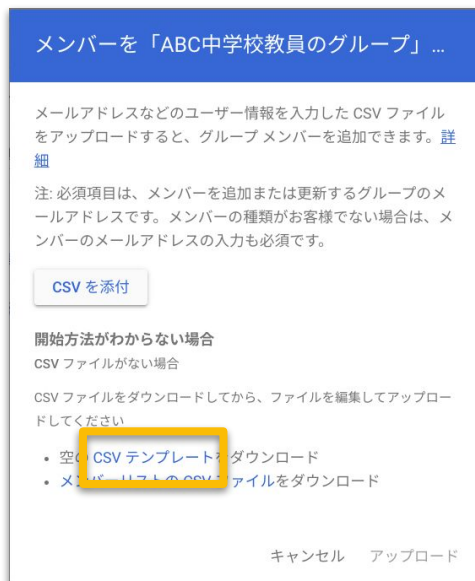 メンバーを「ABC中学校教員のグループ」...
メールアドレスなどのユーザー情報を入力した CSV ファイル
をアップロードすると、グループ メンバーを追加できます。詳
細
注: 必須項目は、メンバーを追加または更新するグループのメ
ールアドレスです。メンバーの種類がお客様でない場合は、メ
ンバーのメールアドレスの入力も必須です。
CSV を添付
開始方法がわからない場合
CSV ファイルがない場合
CSV ファイルをダウンロードしてから、ファイルを編集してアップロー
ドしてください
• 空の CSV テンプレートをダウンロード
• メンバーリストの CSV ファイルをダウンロード
キャンセル アップロード